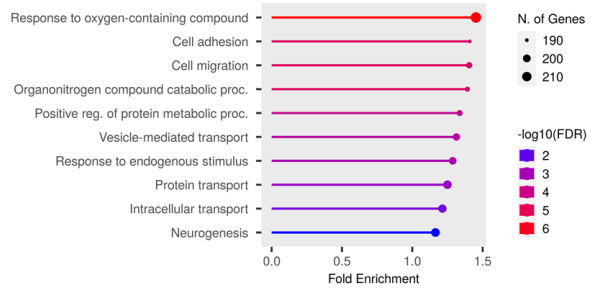 Response to oxygen-containing compound
Cell adhesion
Cell migration
Organonitrogen compound catabolic proc.
Positive reg. of protein metabolic proc.
Vesicle-mediated transport
Response to endogenous stimulus
Protein transport
Intracellular transport
Neurogenesis
0.0 0.5 1.0 1.5
Fold Enrichment
N. of Genes
190
200
210
-log10(FDR)
2
3
4
5
6